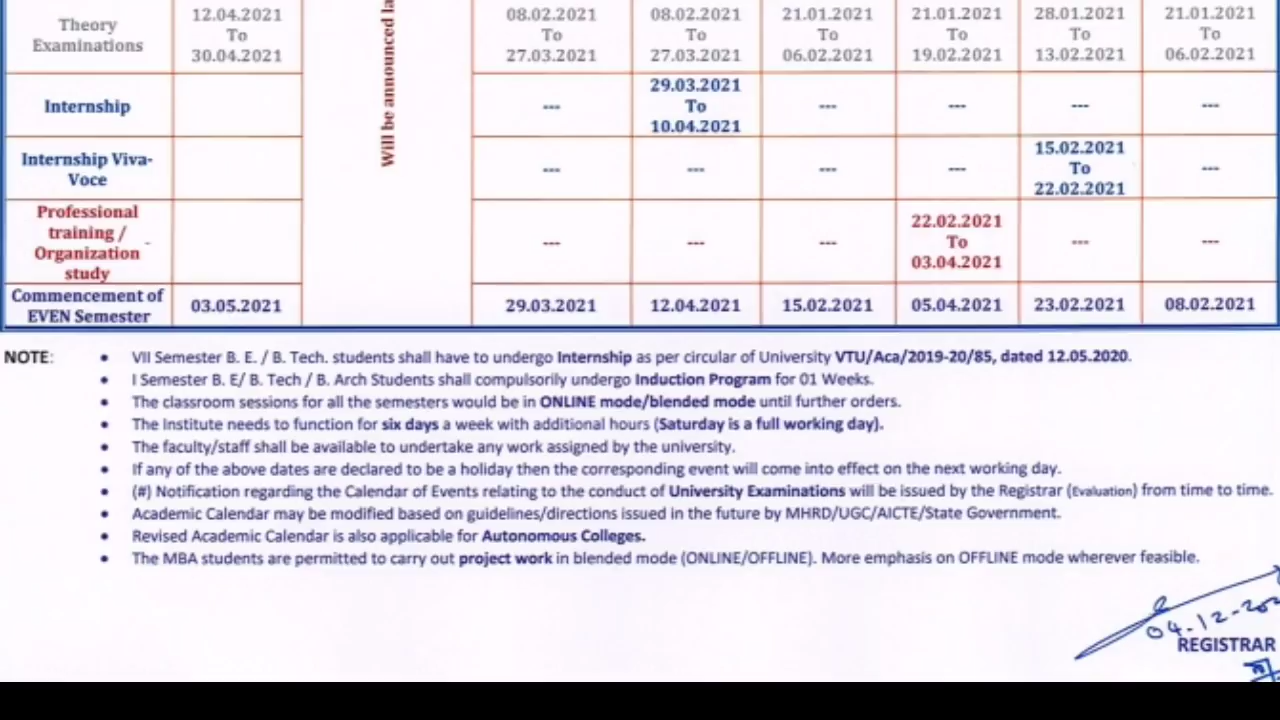 Theory Examinations 12.04.2021 To 30.04.2021 08.02.2021 To 27.03.2021 08.02.2021 To 27.03.2021 21.01.2021 To 06.02.2021 21.01.2021 To 19.02.2021 28.01.2021 To 13.02.2021 21.01.2021 To 06.02.2021
Will be announced la
Internship --- 29.03.2021 To 10.04.2021 --- --- --- ---
Internship Viva-Voce --- --- --- --- 15.02.2021 To 22.02.2021 ---
Professional training / Organization study --- --- --- 22.02.2021 To 03.04.2021 --- ---
Commencement of EVEN Semester 03.05.2021 29.03.2021 12.04.2021 15.02.2021 05.04.2021 23.02.2021 08.02.2021
NOTE: • VII Semester B. E. / B. Tech. students shall have to undergo Internship as per circular of University VTU/Aca/2019-20/85, dated 12.05.2020.
• I Semester B. E/ B. Tech / B. Arch Students shall compulsorily undergo Induction Program for 01 Weeks.
• The classroom sessions for all the semesters would be in ONLINE mode/blended mode until further orders.
• The Institute needs to function for six days a week with additional hours (Saturday is a full working day).
• The faculty/staff shall be available to undertake any work assigned by the university.
• If any of the above dates are declared to be a holiday then the corresponding event will come into effect on the next working day.
• (#) Notification regarding the Calendar of Events relating to the conduct of University Examinations will be issued by the Registrar (Evaluation) from time to time.
• Academic Calendar may be modified based on guidelines/directions issued in the future by MHRD/UGC/AICTE/State Government.
• Revised Academic Calendar is also applicable for Autonomous Colleges.
• The MBA students are permitted to carry out project work in blended mode (ONLINE/OFFLINE). More emphasis on OFFLINE mode wherever feasible.
04-12-202
REGISTRAR